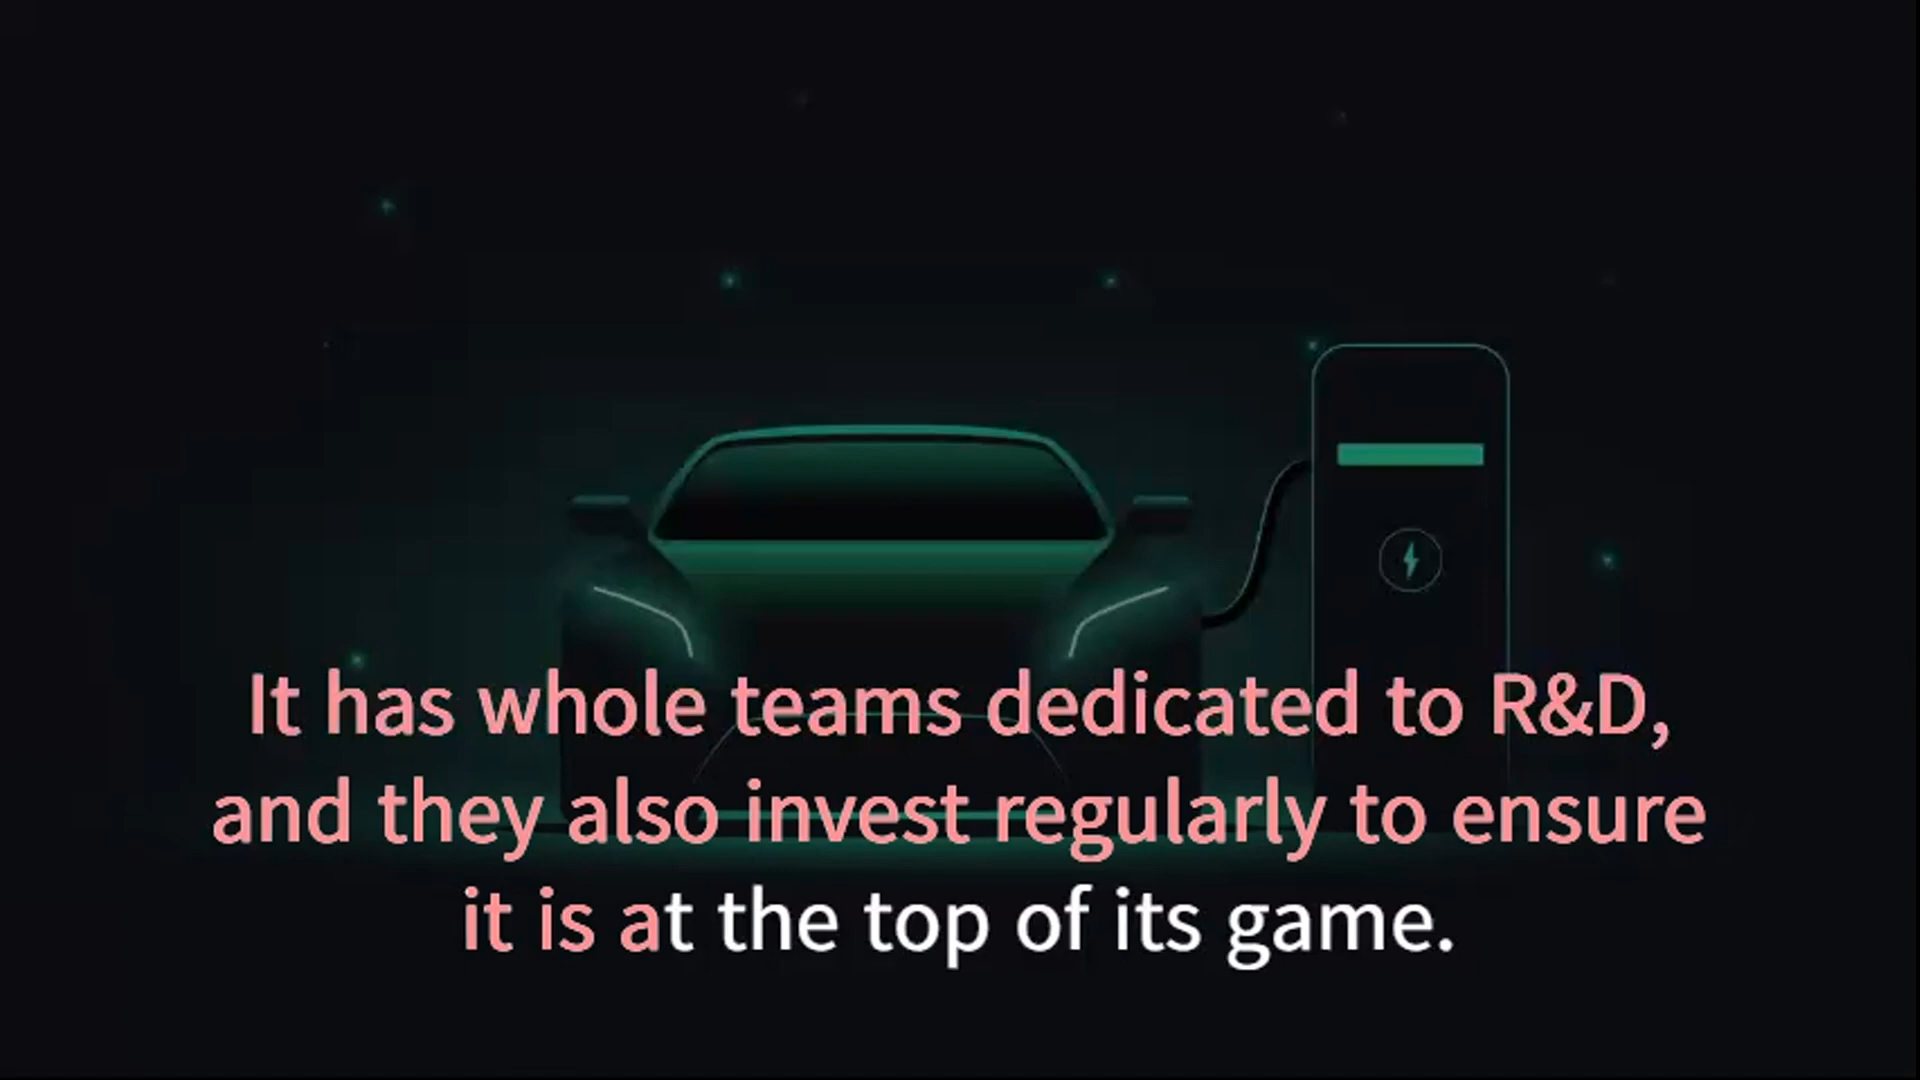 It has whole teams dedicated to R&D,
and they also invest regularly to ensure
it is at the top of its game.